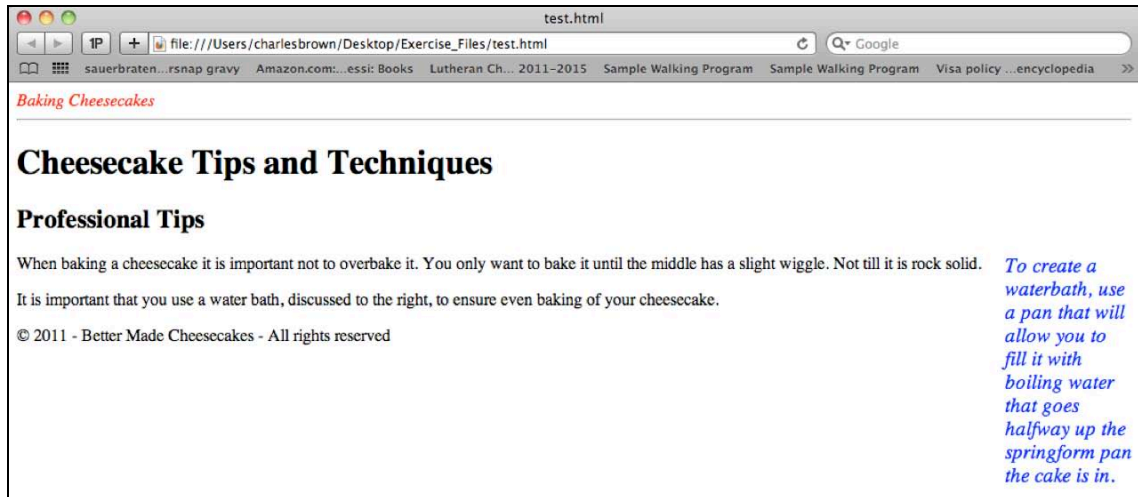 test.html
1P
+
file:///Users/charlesbrown/Desktop/Exercise_Files/test.html
Google
sauerbraten...rsnap gravy
Amazon.com:...essi: Books
Lutheran Ch... 2011-2015
Sample Walking Program
Sample Walking Program
Visa policy ...encyclopedia
>>
Baking Cheesecakes
Cheesecake Tips and Techniques
Professional Tips
When baking a cheesecake it is important not to overbake it. You only want to bake it until the middle has a slight wiggle. Not till it is rock solid.
It is important that you use a water bath, discussed to the right, to ensure even baking of your cheesecake.
© 2011 - Better Made Cheesecakes - All rights reserved
To create a
waterbath, use
a pan that will
allow you to
fill it with
boiling water
that goes
halfway up the
springform pan
the cake is in.